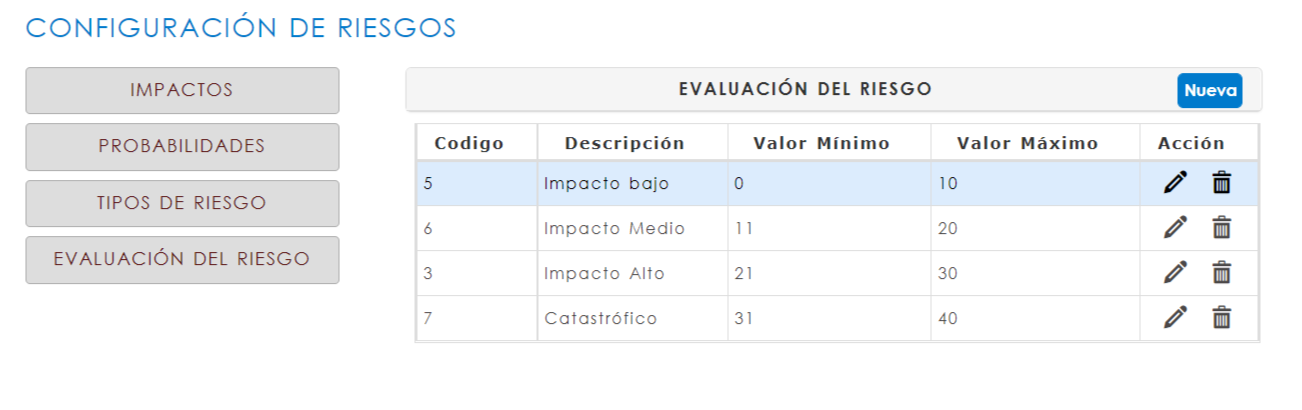 CONFIGURACIÓN DE RIESGOS
IMPACTOS
PROBABILIDADES
TIPOS DE RIESGO
EVALUACIÓN DEL RIESGO
EVALUACIÓN DEL RIESGO Nueva
Codigo Descripción Valor Mínimo Valor Máximo Acción
5 Impacto bajo 0 10
6 Impacto Medio 11 20
3 Impacto Alto 21 30
7 Catastrófico 31 40